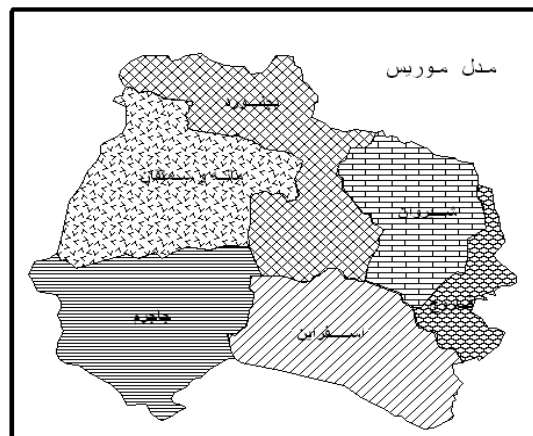 مدل موریس
بجنورد
مانه و سملقان
شیروان
فاروج
جاجرم
اسفراین